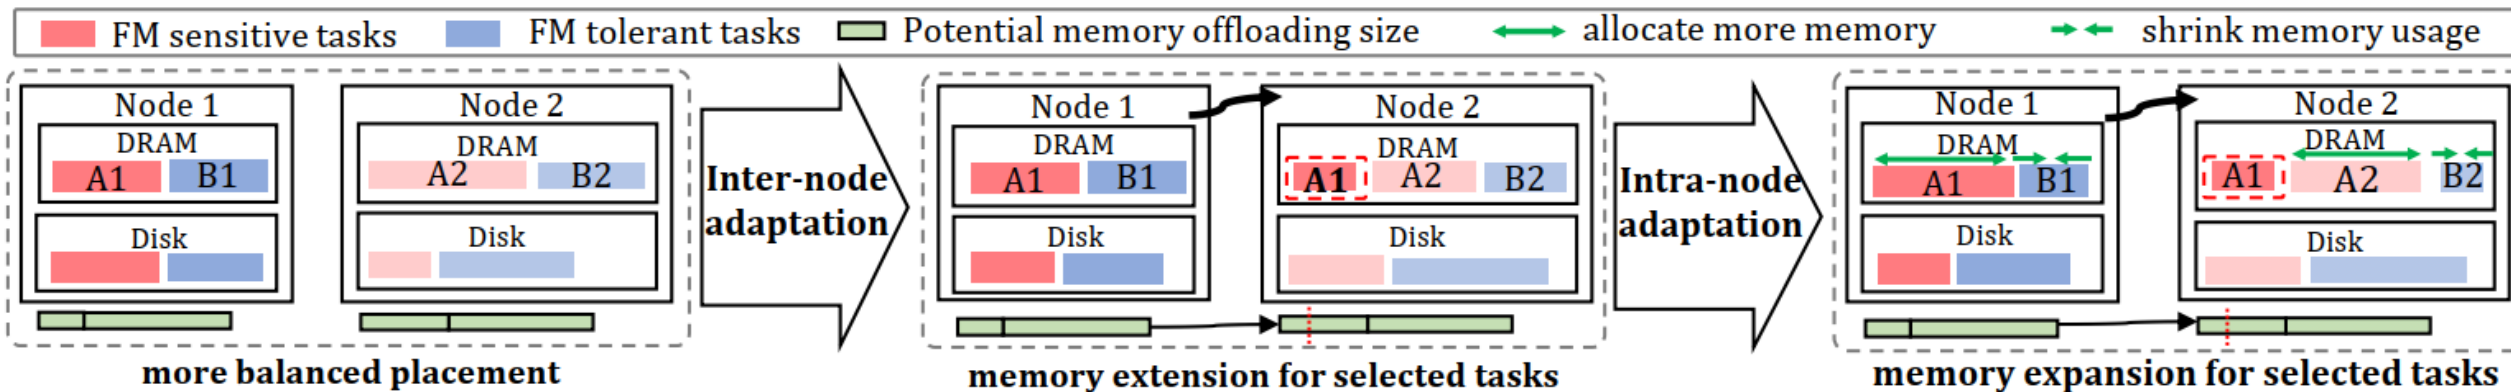 FM sensitive tasks FM tolerant tasks Potential memory offloading size allocate more memory shrink memory usage
Node 1
DRAM
A1 B1
Disk
Node 2
DRAM
A2 B2
Disk
more balanced placement
Inter-node
adaptation
Node 1
DRAM
A1 B1
Disk
Node 2
DRAM
A1 A2 B2
Disk
memory extension for selected tasks
Intra-node
adaptation
Node 1
DRAM
A1 B1
Disk
Node 2
DRAM
A1 A2 B2
Disk
memory expansion for selected tasks